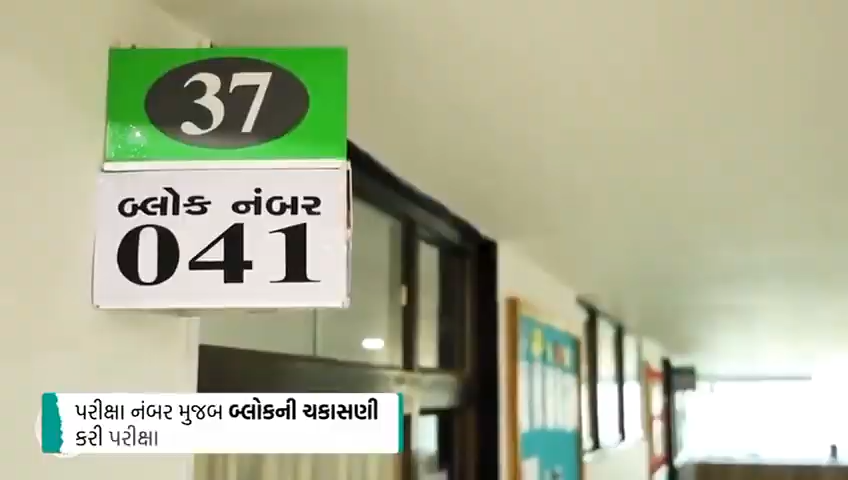 37
બ્લોક નંબર
041
પરીક્ષા નંબર મુજબ બ્લોકની ચકાસણી
કરી પરીક્ષા